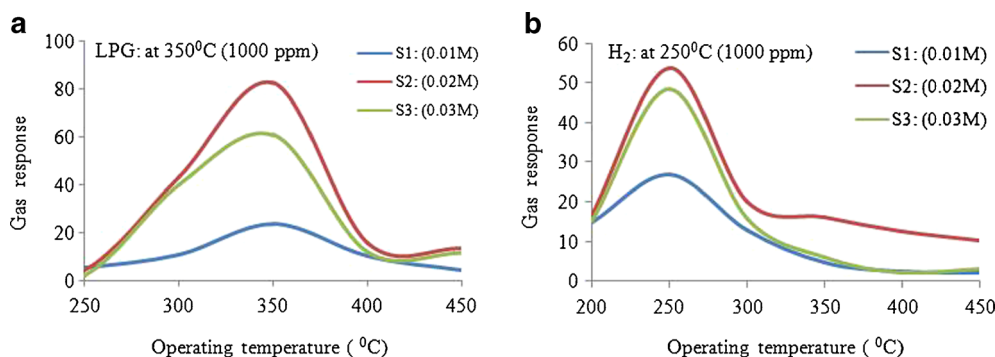 a
LPG: at 350⁰C (1000 ppm)
S1: (0.01M)
S2: (0.02M)
S3: (0.03M)
Gas response
100
80
60
40
20
0
250 300 350 400 450
Operating temperature ( ⁰C)
b
H₂: at 250⁰C (1000 ppm)
S1: (0.01M)
S2: (0.02M)
S3: (0.03M)
Gas resoponse
60
50
40
30
20
10
0
200 250 300 350 400 450
Operating temperature ( ⁰C)